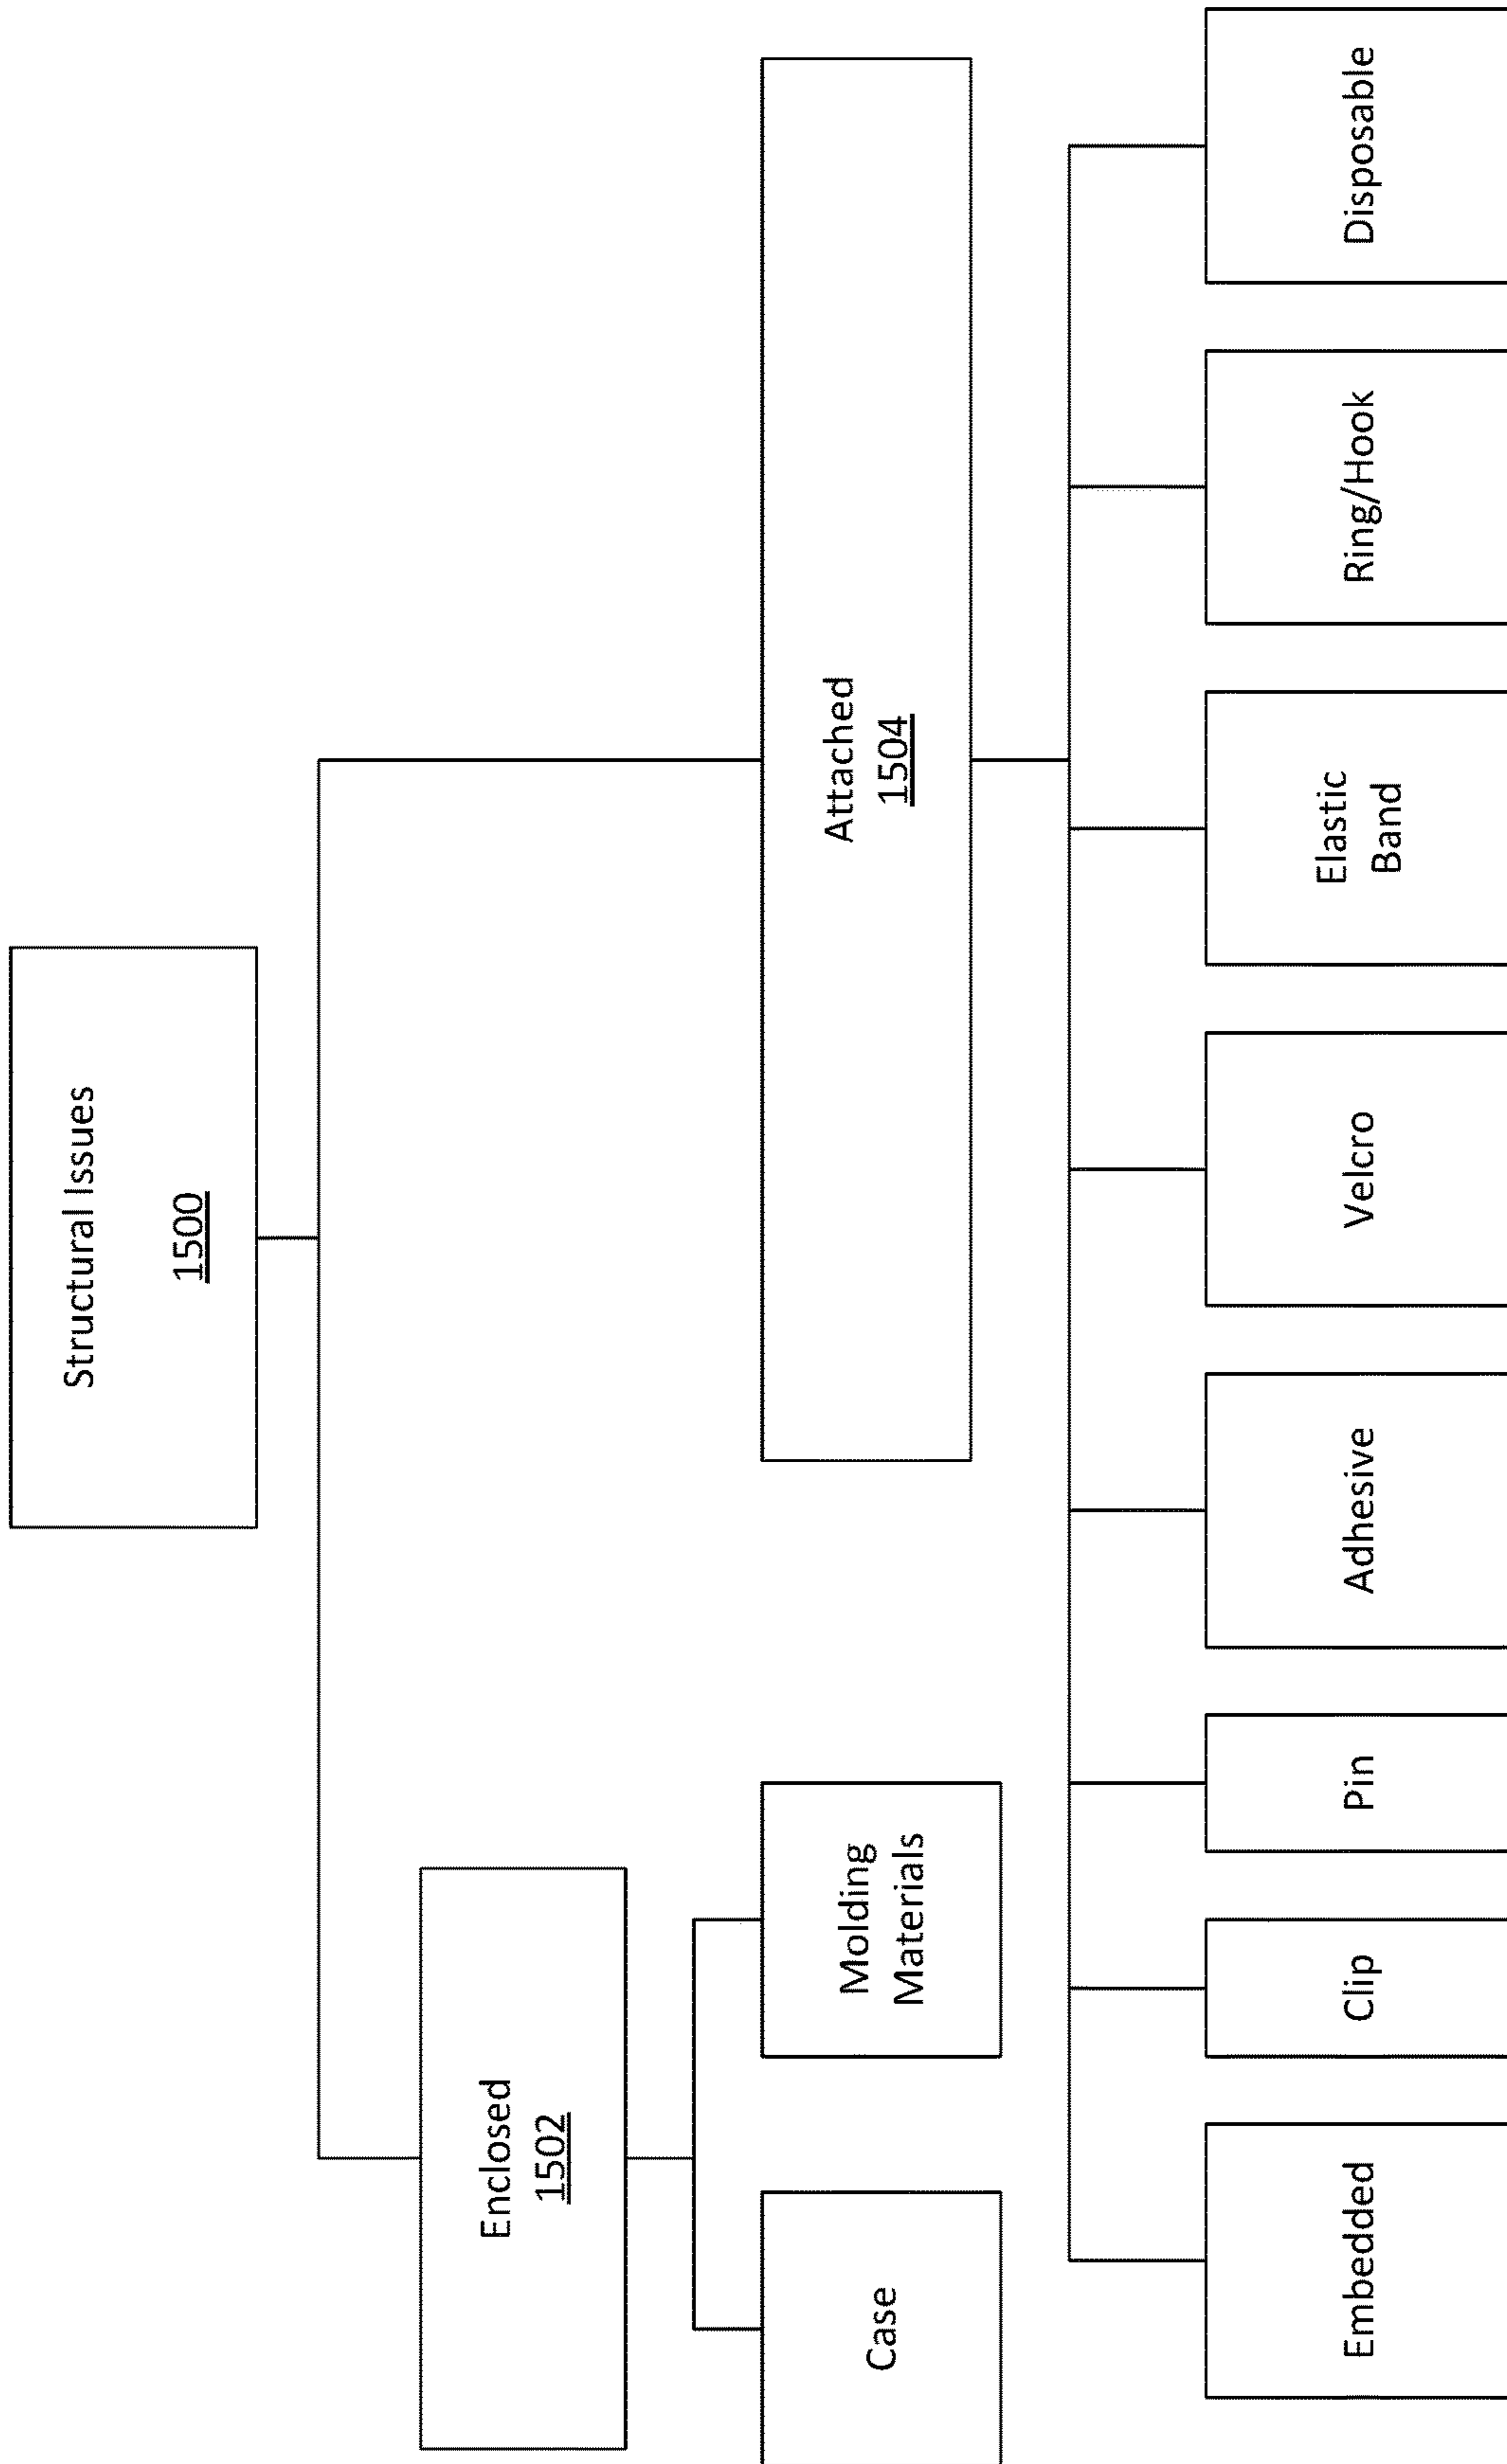 Structural Issues
1500
Enclosed
1502
Case
Molding
Materials
Attached
1504
Embedded
Clip
Pin
Adhesive
Velcro
Elastic
Band
Ring/Hook
Disposable